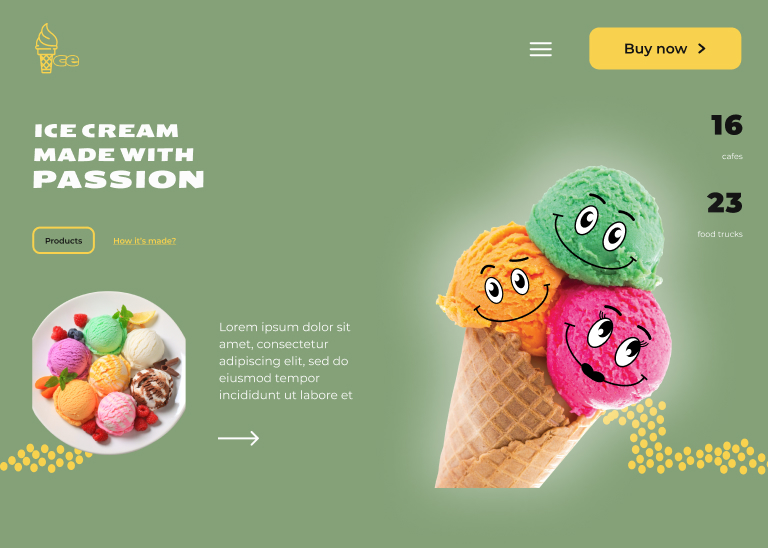 ce
Buy now
ICE CREAM
MADE WITH
PASSION
16
cafes
23
food trucks
Products
How it's made?
Lorem ipsum dolor sit
amet, consectetur
adipiscing elit, sed do
eiusmod tempor
incididunt ut labore et